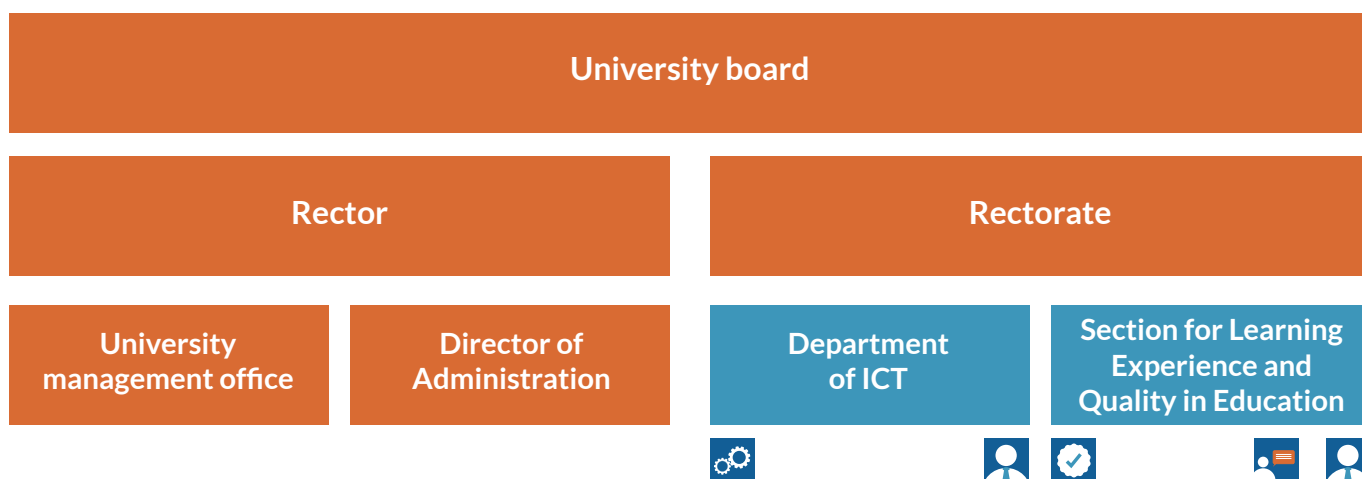 University board
Rector
Rectorate
University
management office
Director of
Administration
Department
of ICT
Section for Learning
Experience and
Quality in Education